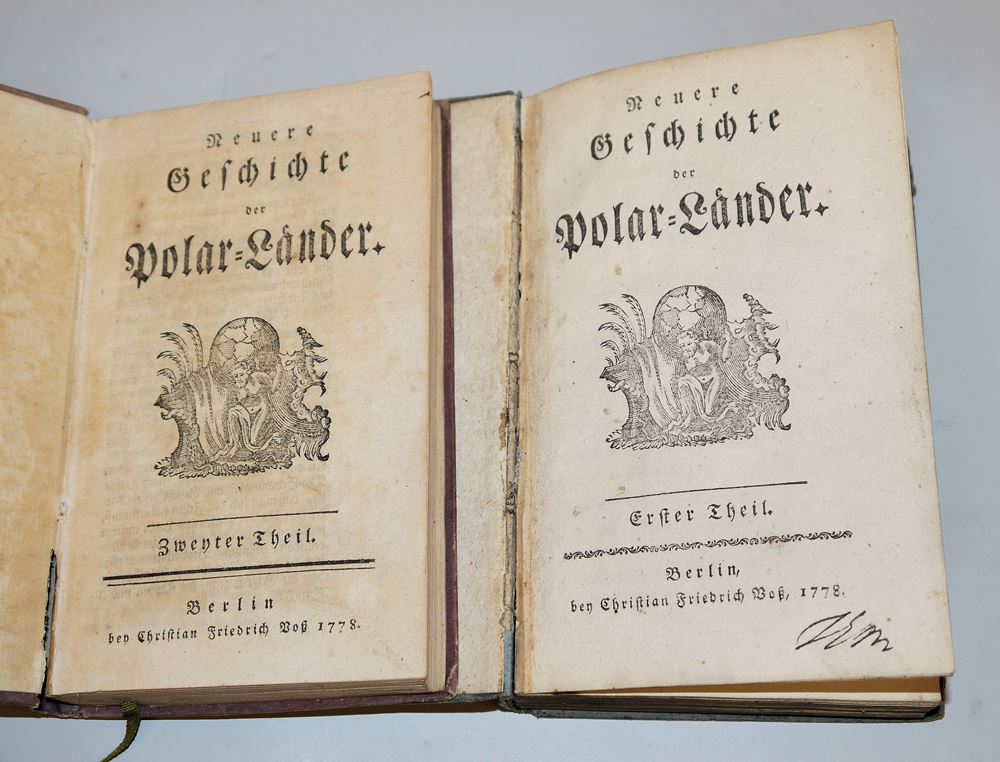 Neuere
Geſchichte
der
Polar-Länder.
Zweyter Theil.
Berlin
bey Chriſtian Friedrich Voß 1778.
Neuere
Geſchichte
der
Polar-Länder.
Erſter Theil.
Berlin,
bey Chriſtian Friedrich Voß, 1778.